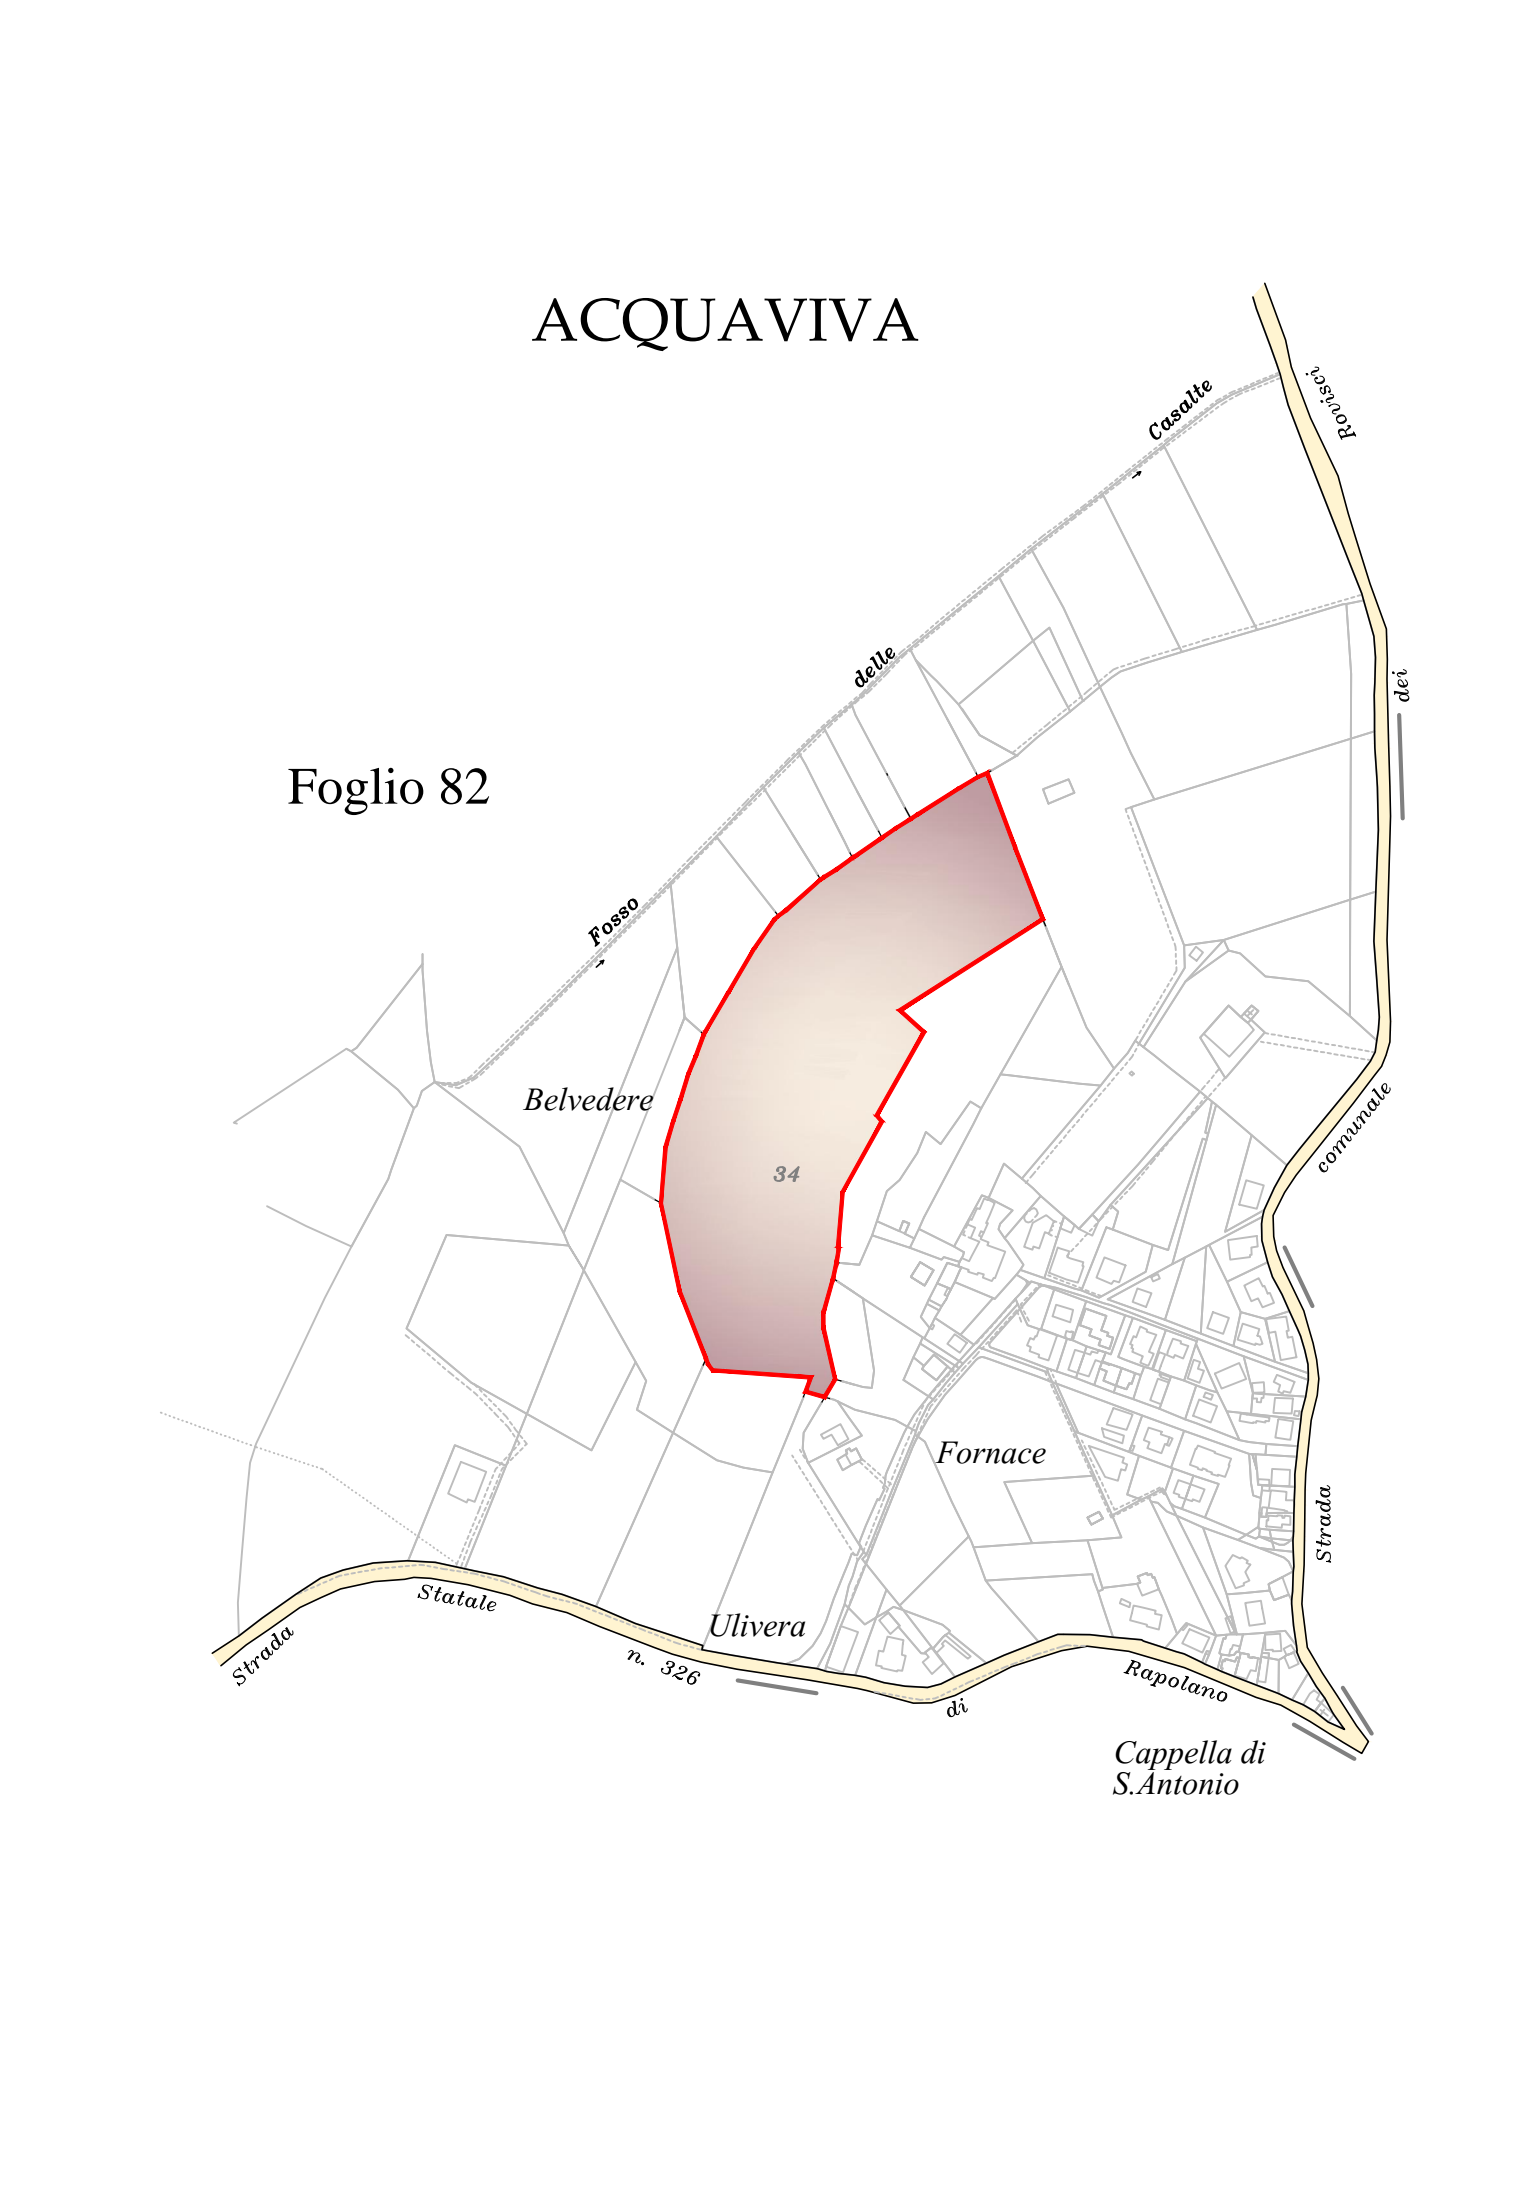 ACQUAVIVA
Rovisci
Casalte
delle
dei
Foglio 82
Fosso
Belvedere
comunale
34
Fornace
Strada
Statale
Ulivera
Strada
n. 326
Rapolano
di
Cappella di
S.Antonio